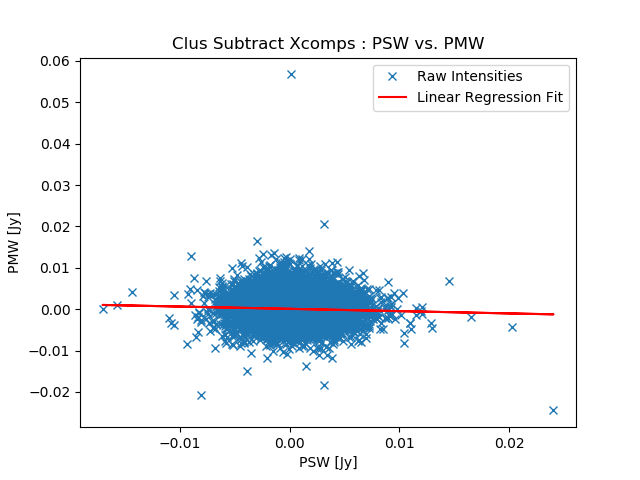 Clus Subtract Xcomps : PSW vs. PMW
Raw Intensities
Linear Regression Fit
0.06
0.05
0.04
0.03
0.02
0.01
0.00
−0.01
−0.02
PMW [Jy]
−0.01 0.00 0.01 0.02
PSW [Jy]